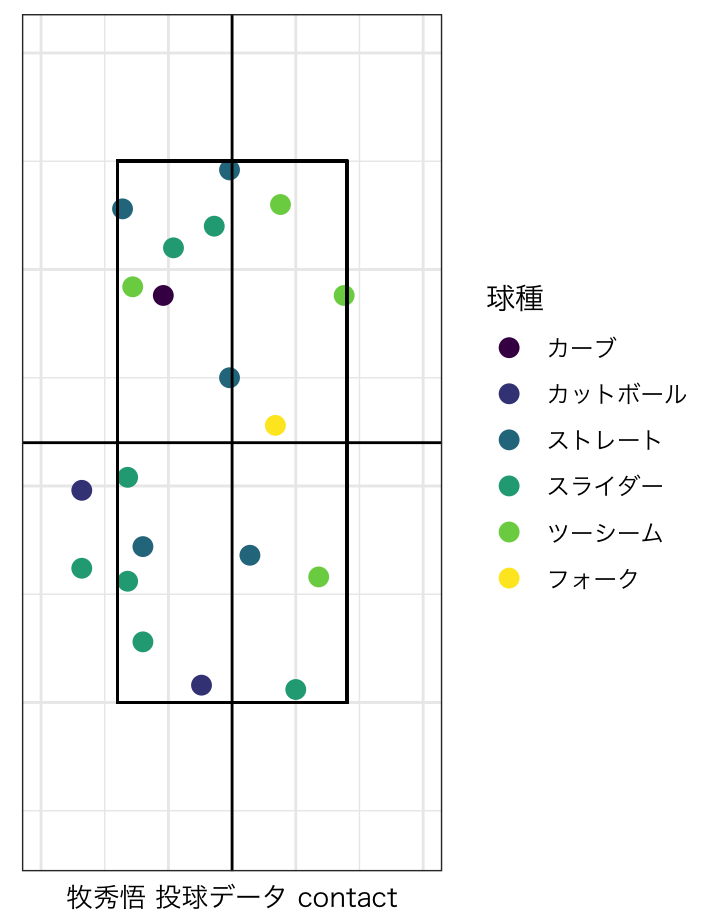 球種
カーブ
カットボール
ストレート
スライダー
ツーシーム
フォーク
牧秀悟 投球データ contact